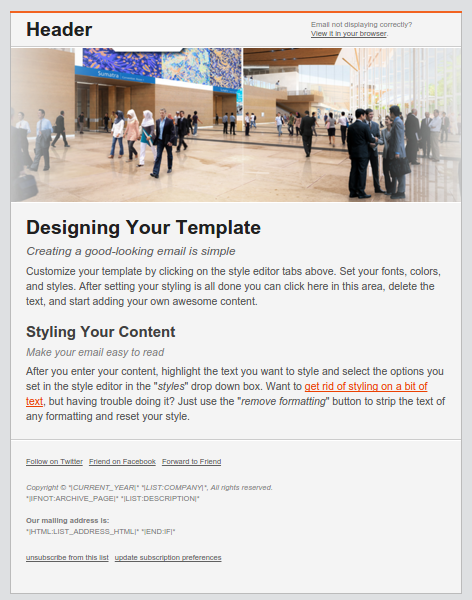 Header
Email not displaying correctly?
View it in your browser.
Sumatra
Designing Your Template
Creating a good-looking email is simple
Customize your template by clicking on the style editor tabs above. Set your fonts, colors,
and styles. After setting your styling is all done you can click here in this area, delete the
text, and start adding your own awesome content.
Styling Your Content
Make your email easy to read
After you enter your content, highlight the text you want to style and select the options you
set in the style editor in the "styles" drop down box. Want to get rid of styling on a bit of
text, but having trouble doing it? Just use the "remove formatting" button to strip the text of
any formatting and reset your style.
Follow on Twitter Friend on Facebook Forward to Friend
Copyright © *|CURRENT_YEAR|* *|LIST:COMPANY|*, All rights reserved.
*|IFNOT:ARCHIVE_PAGE|* *|LIST:DESCRIPTION|*
Our mailing address is:
*|HTML:LIST_ADDRESS_HTML|* *|END:IF|*
unsubscribe from this list update subscription preferences